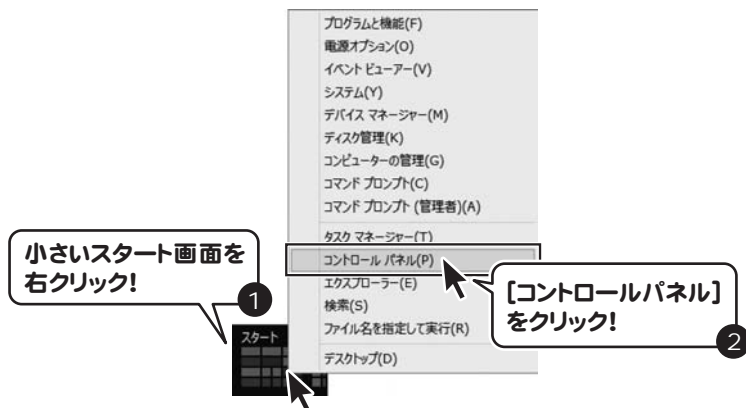 プログラムと機能(F)
電源オプション(O)
イベント ビューアー(V)
システム(Y)
デバイス マネージャー(M)
ディスク管理(K)
コンピューターの管理(G)
コマンド プロンプト(C)
コマンド プロンプト (管理者)(A)
タスク マネージャー(T)
コントロール パネル(P)
エクスプローラー(E)
検索(S)
ファイル名を指定して実行(R)
デスクトップ(D)
小さいスタート画面を
右クリック!
1
スタート
[コントロールパネル]
をクリック!
2